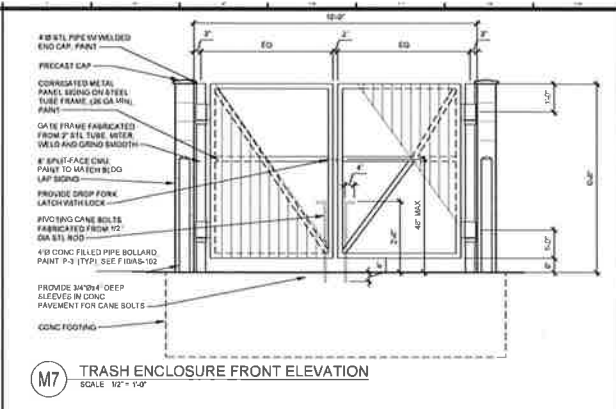 12'-0"
3"
EQ
2"
EQ
3"
4"Ø STL PIPE W/ WELDED
END CAP, PAINT
PRECAST CAP
CORRUGATED METAL
PANEL SIDING ON STEEL
TUBE FRAME, (26 GA MIN),
PAINT
GATE FRAME FABRICATED
FROM 2" STL TUBE, MITER,
WELD AND GRIND SMOOTH
8" SPLIT-FACE CMU,
PAINT TO MATCH BLDG
LAP SIDING
PROVIDE DROP FORK
LATCH WITH LOCK
PIVOTING CANE BOLTS
FABRICATED FROM 1/2"
DIA STL ROD
4"Ø CONC FILLED PIPE BOLLARD
PAINT P-3 (TYP), SEE F10/AS-102
PROVIDE 3/4"Øx4" DEEP
SLEEVES IN CONC
PAVEMENT FOR CANE BOLTS
CONC FOOTING
1'-0"
4"
48" MAX
2'-6"
1'-0"
6"
M7
TRASH ENCLOSURE FRONT ELEVATION
SCALE 1/2" = 1'-0"